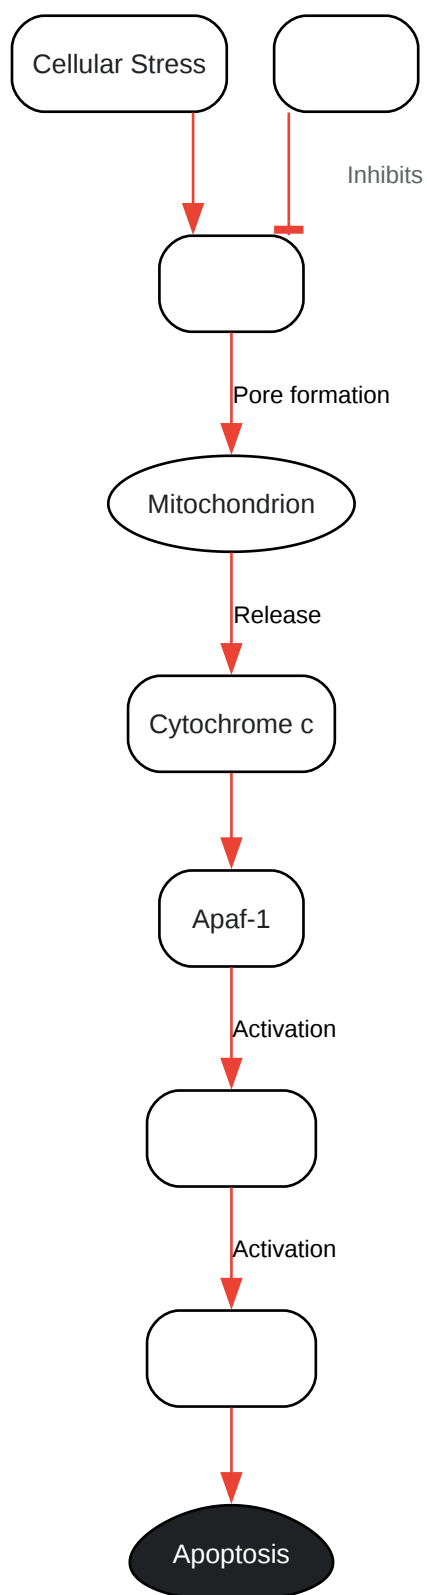 Cellular Stress
Inhibits
Pore formation
Mitochondrion
Release
Cytochrome c
Apaf-1
Activation
Activation
Apoptosis